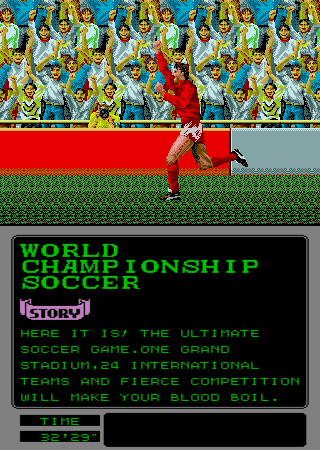 WORLD
CHAMPIONSHIP
SOCCER
STORY
HERE IT IS! THE ULTIMATE
SOCCER GAME.ONE GRAND
STADIUM,24 INTERNATIONAL
TEAMS AND FIERCE COMPETITION
WILL MAKE YOUR BLOOD BOIL.
TIME
32'29"